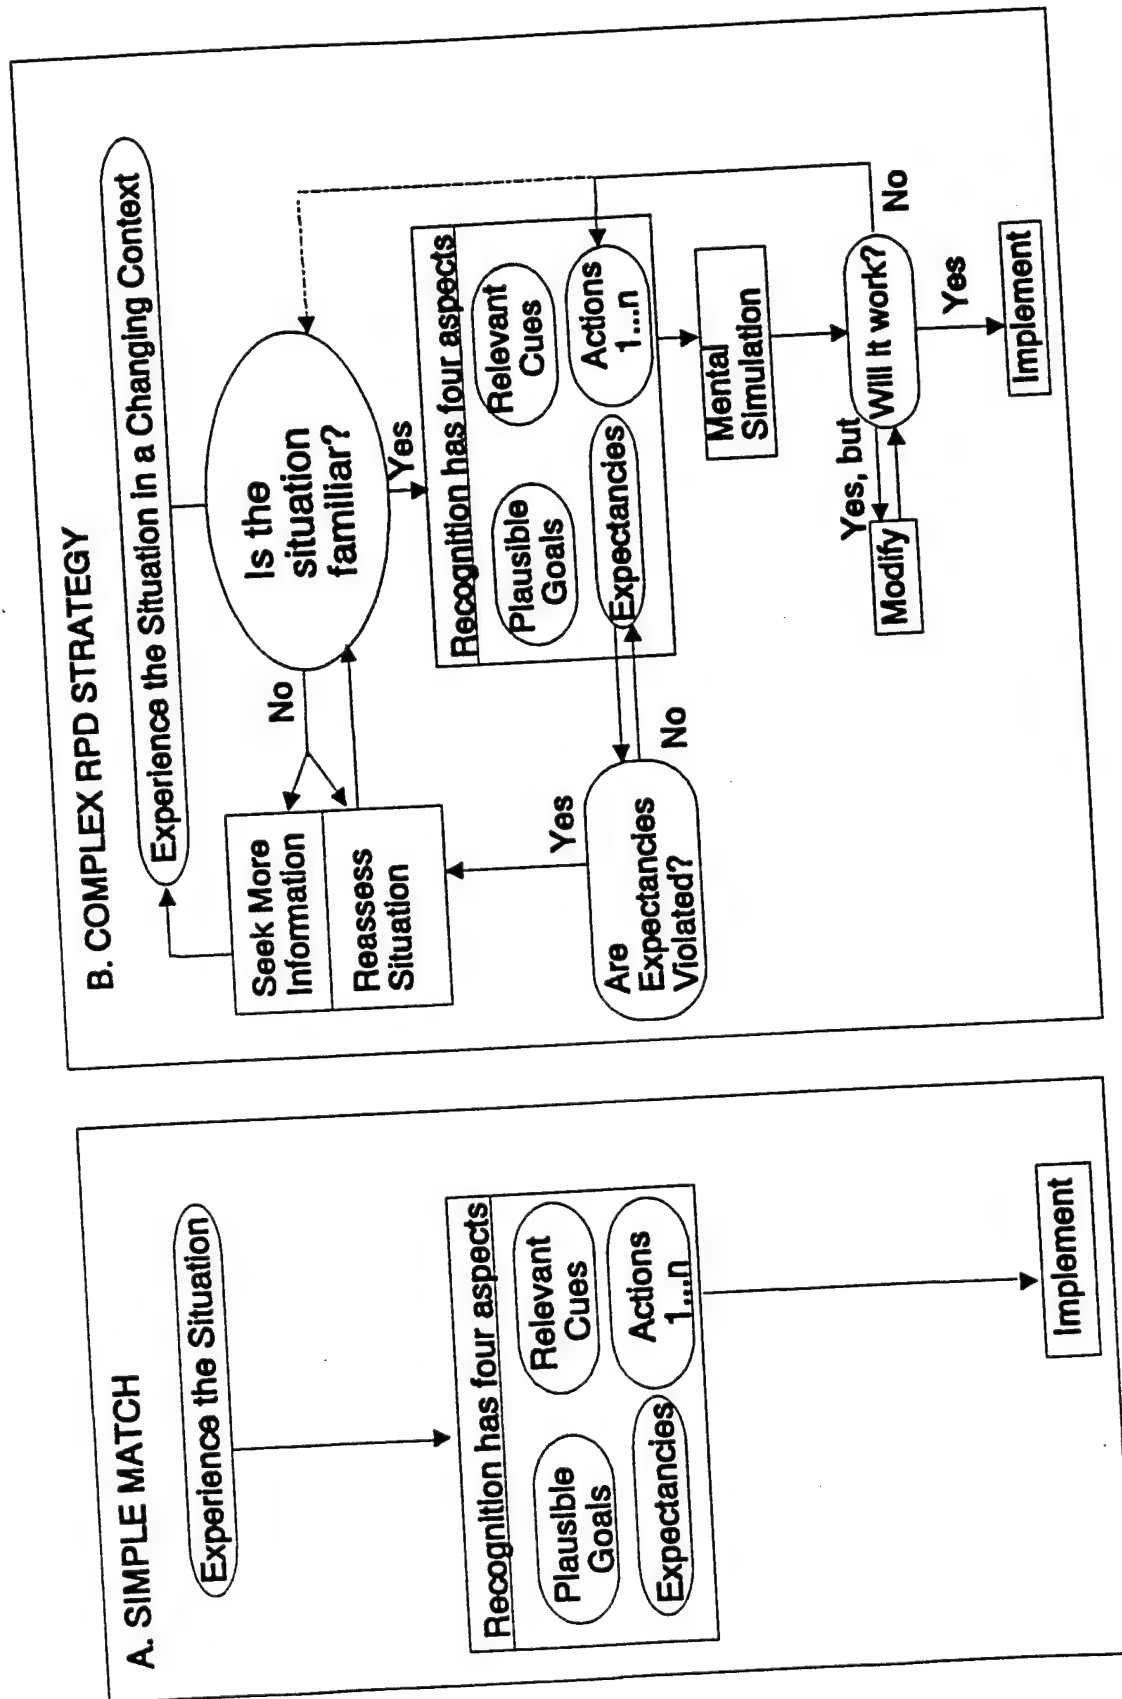 A. SIMPLE MATCH
Experience the Situation
Recognition has four aspects
Plausible
Goals
Relevant
Cues
Expectancies
Actions
1...n
Implement
B. COMPLEX RPD STRATEGY
Experience the Situation in a Changing Context
Seek More
Information
Reassess
Situation
No
Is the
situation
familiar?
Yes
Recognition has four aspects
Plausible
Goals
Relevant
Cues
Expectancies
Actions
1...n
Yes
No
Are
Expectancies
Violated?
Mental
Simulation
Yes, but
Modify
Will it work?
No
Yes
Implement